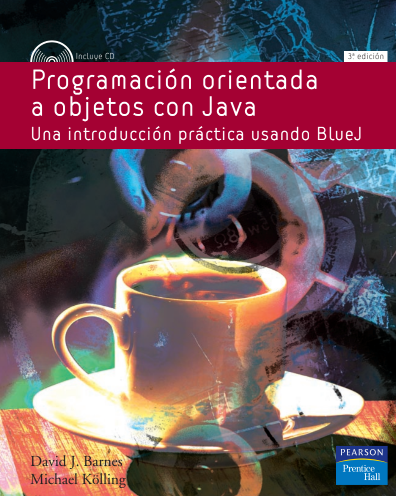 Incluye CD
3ª edición
Programación orientada
a objetos con Java
Una introducción práctica usando BlueJ
David J. Barnes
Michael Kölling
PEARSON
Prentice
Hall